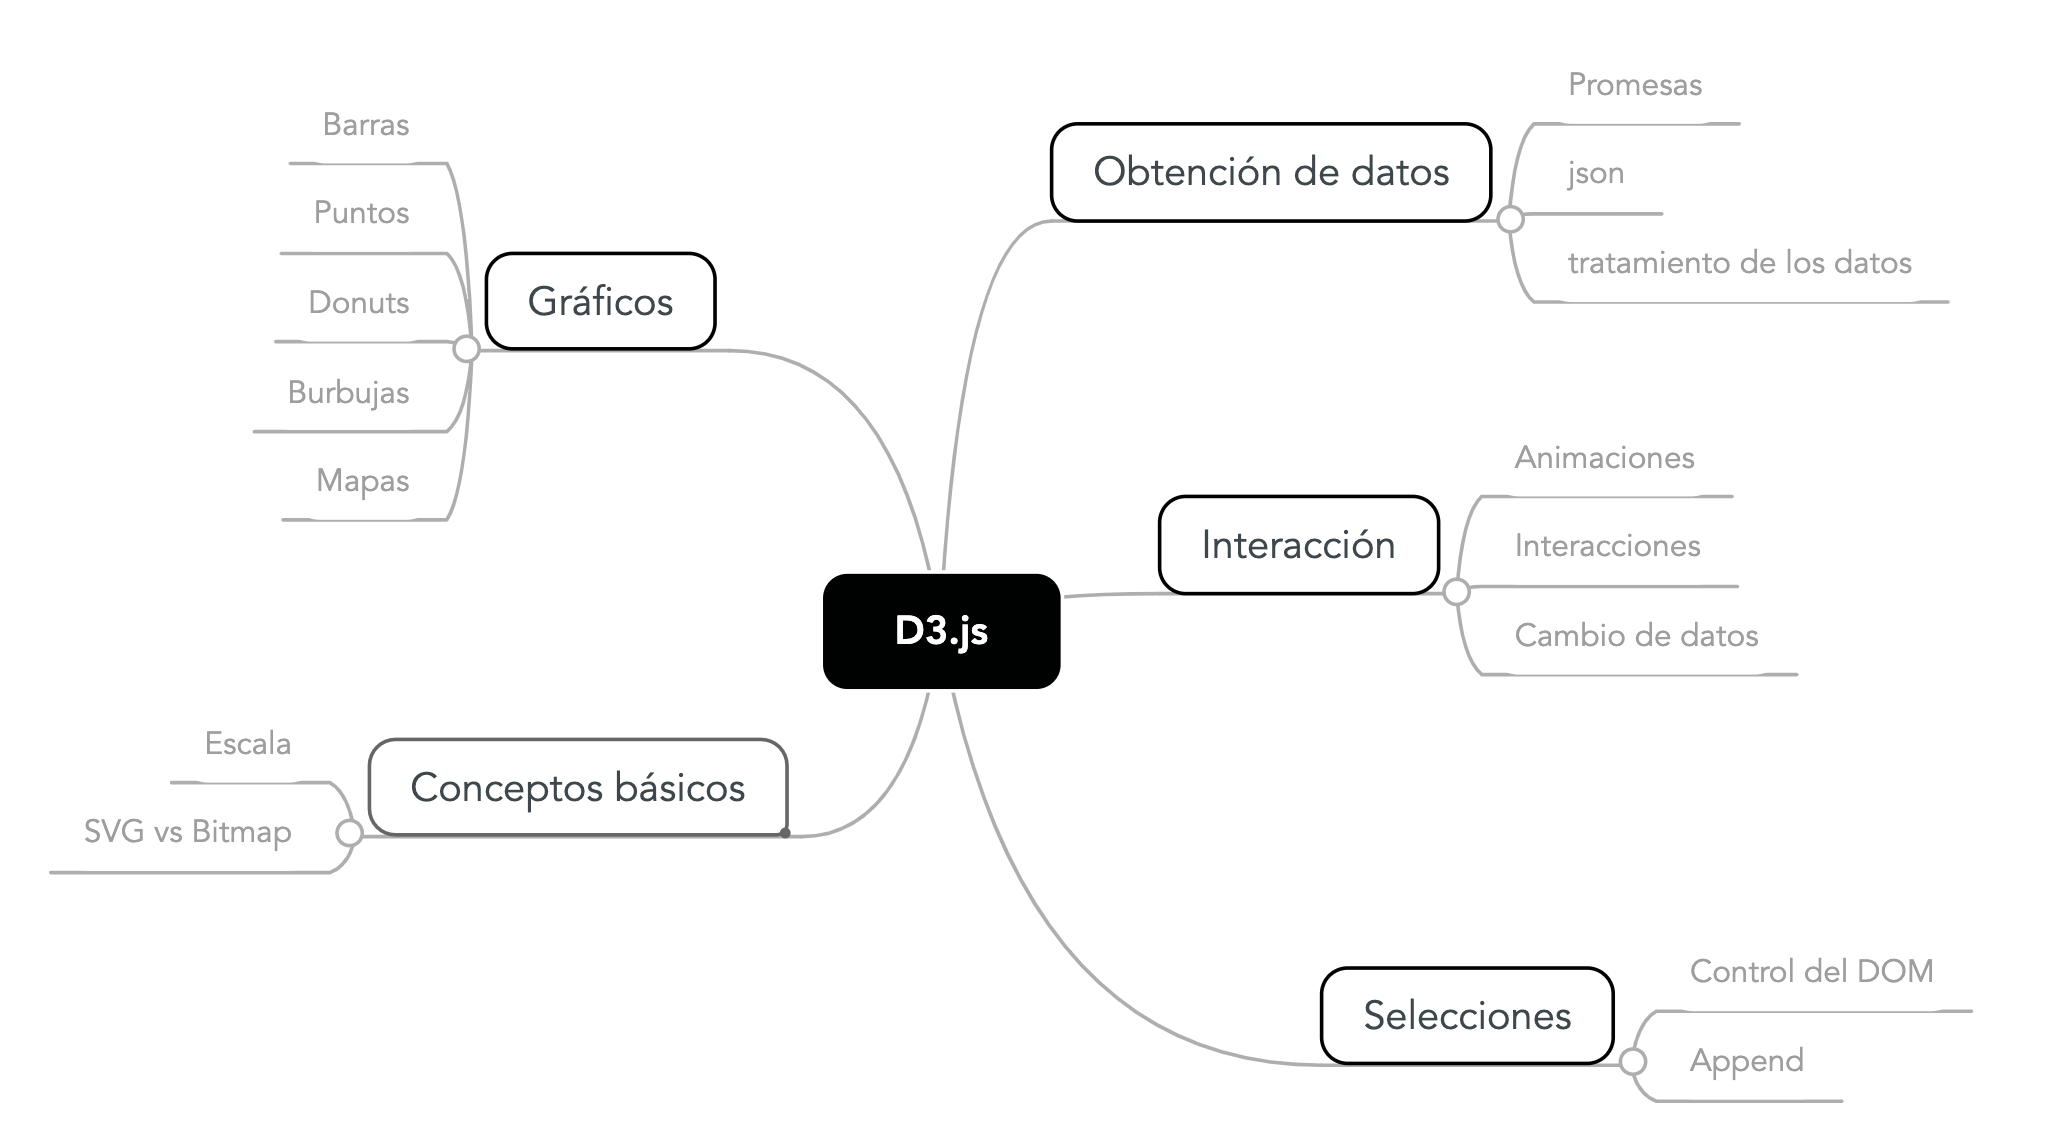 D3.js
Obtención de datos
Promesas
json
tratamiento de los datos
Interacción
Animaciones
Interacciones
Cambio de datos
Selecciones
Control del DOM
Append
Gráficos
Barras
Puntos
Donuts
Burbujas
Mapas
Conceptos básicos
Escala
SVG vs Bitmap